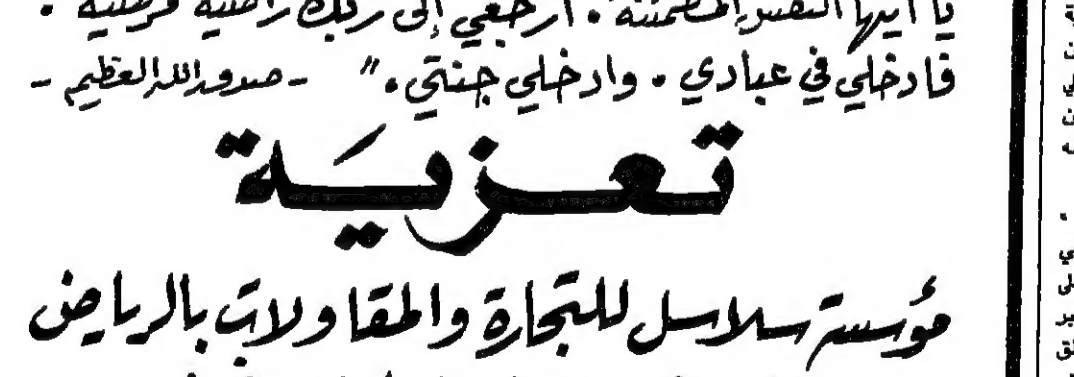 يا أيتها النفس المطمئنة . ارجعي إلى ربك راضية مرضية .
فادخلي في عبادي . وادخلي جنتي . " - صدق الله العظيم -
تعزيَة
مؤسسة سلاسل للتجارة والمقاولات بالرياض